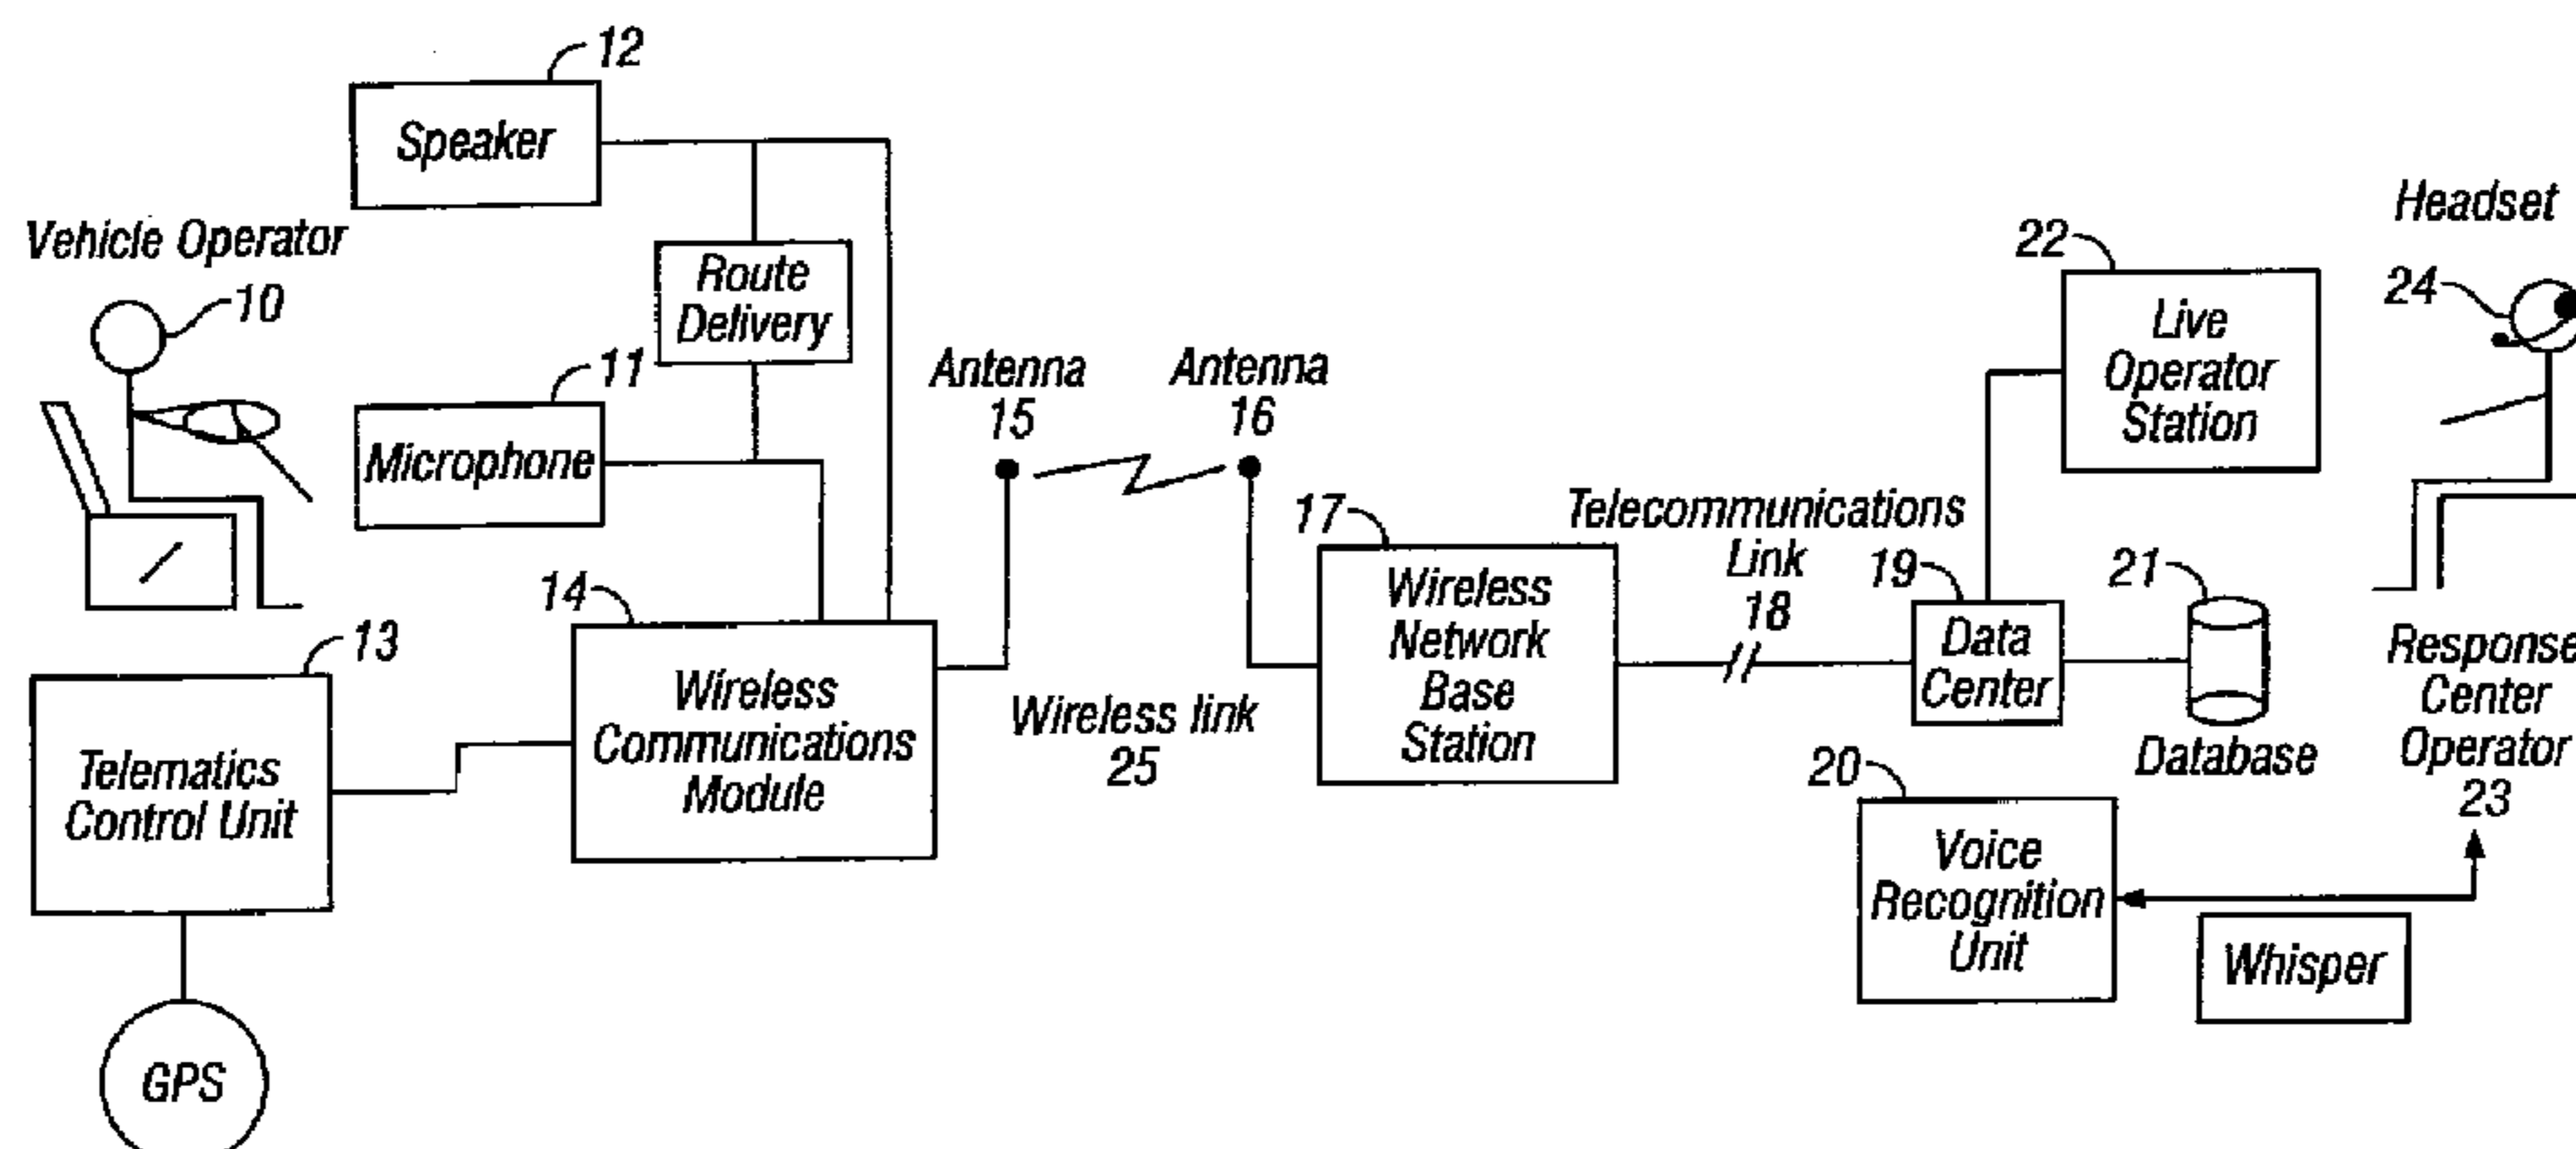 12
Speaker
Vehicle Operator
10
Route
Delivery
11
Microphone
Antenna
15
Antenna
16
22
Live
Operator
Station
Headset
24
17
Wireless
Network
Base
Station
Telecommunications
Link
18
19
Data
Center
21
Database
14
Wireless
Communications
Module
Wireless link
25
13
Telematics
Control Unit
GPS
20
Voice
Recognition
Unit
Whisper
Response
Center
Operator
23